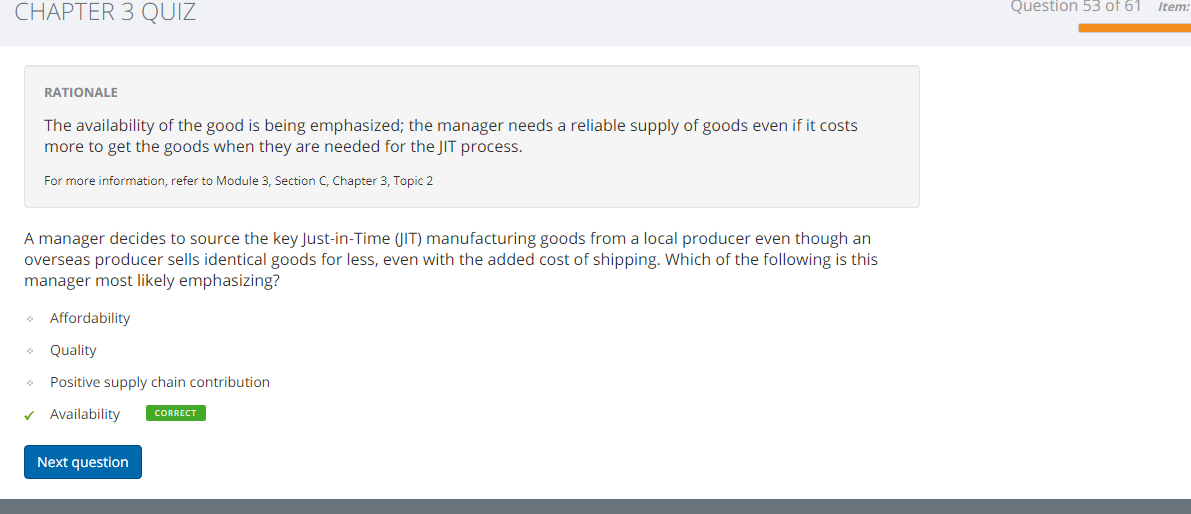 CHAPTER 3 QUIZ
Question 53 of 61 Item:
RATIONALE
The availability of the good is being emphasized; the manager needs a reliable supply of goods even if it costs
more to get the goods when they are needed for the JIT process.
For more information, refer to Module 3, Section C, Chapter 3, Topic 2
A manager decides to source the key Just-in-Time (JIT) manufacturing goods from a local producer even though an
overseas producer sells identical goods for less, even with the added cost of shipping. Which of the following is this
manager most likely emphasizing?
Affordability
Quality
Positive supply chain contribution
Availability CORRECT
Next question